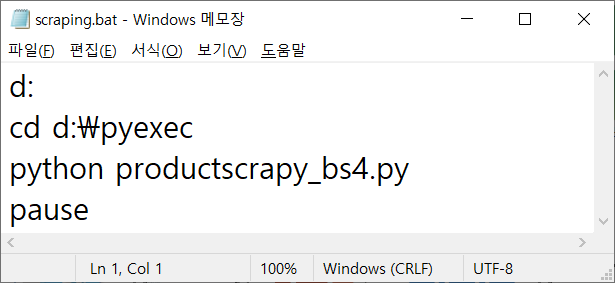 scraping.bat - Windows 메모장
파일(F) 편집(E) 서식(O) 보기(V) 도움말
d:
cd d:₩pyexec
python productscrapy_bs4.py
pause
Ln 1, Col 1 100% Windows (CRLF) UTF-8